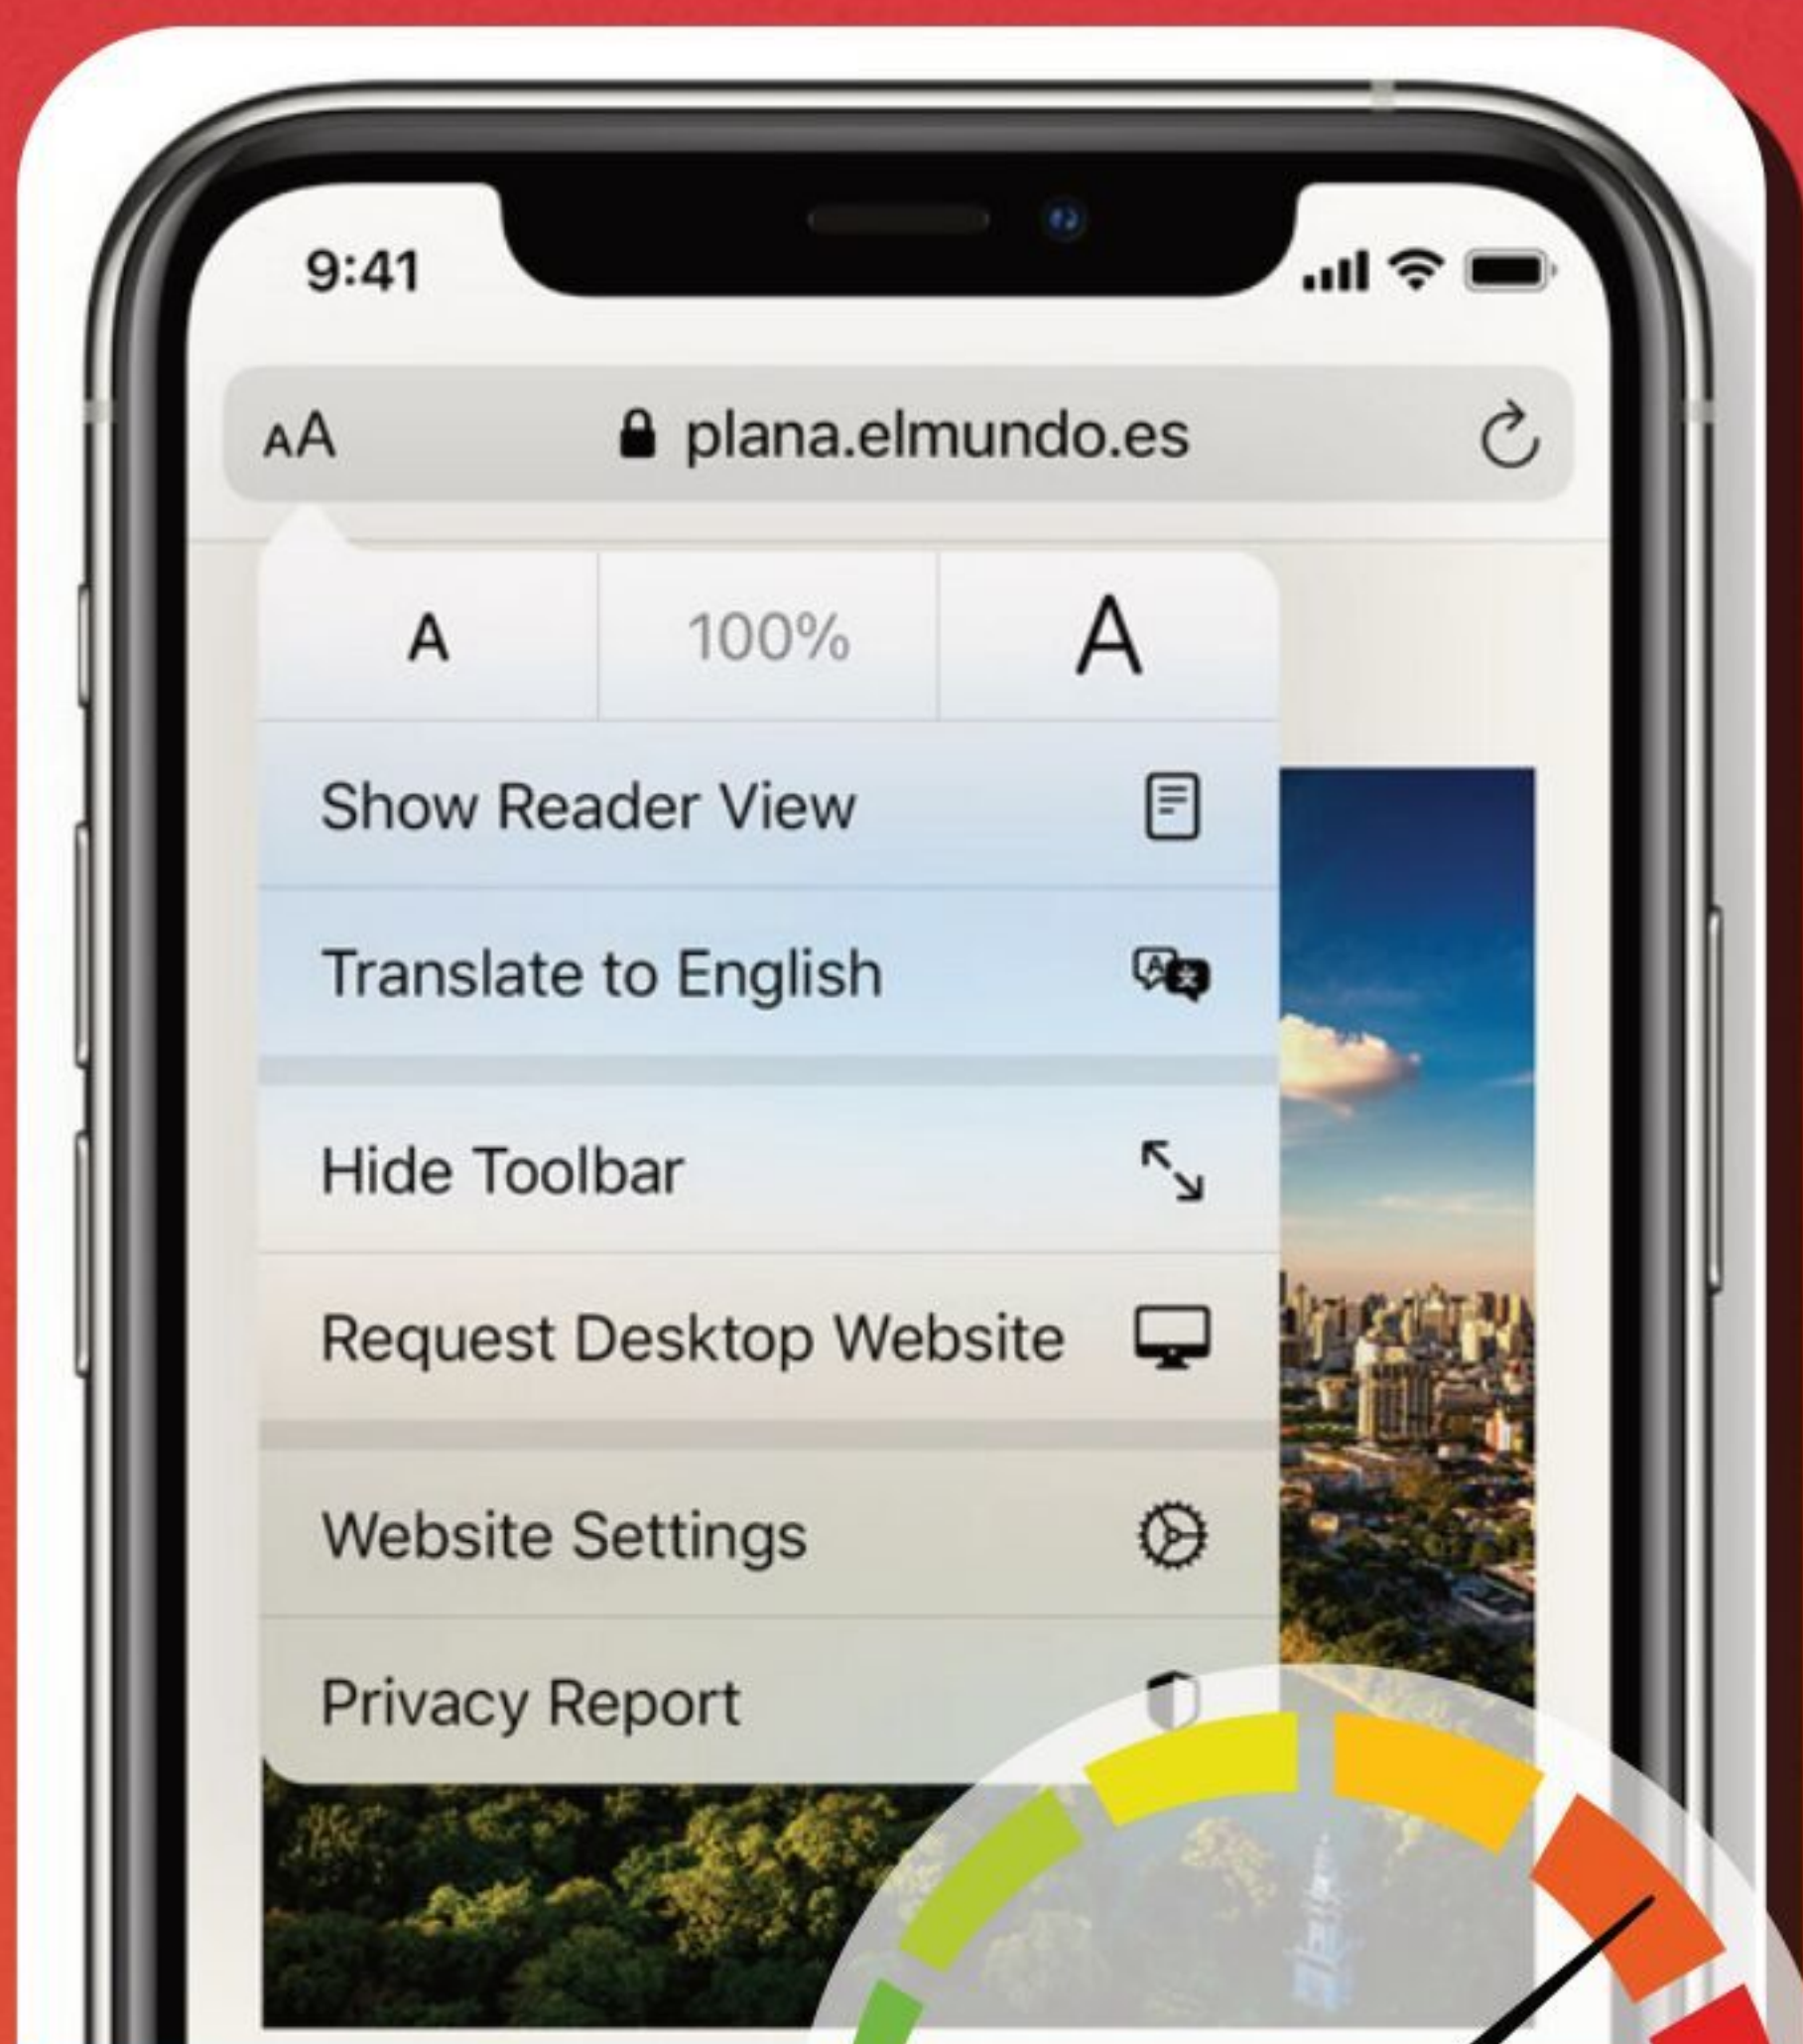 9:41
AA plana.elmundo.es
A 100% A
Show Reader View
Translate to English
Hide Toolbar
Request Desktop Website
Website Settings
Privacy Report